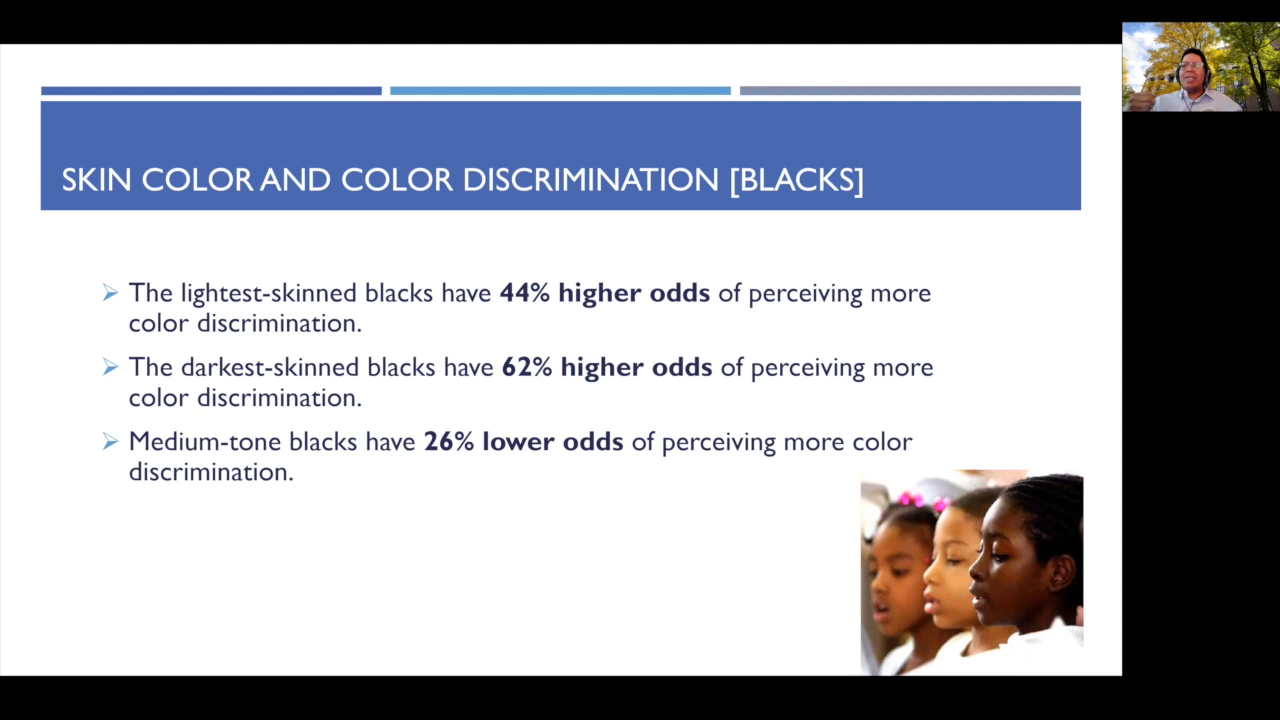 SKIN COLOR AND COLOR DISCRIMINATION [BLACKS]
The lightest-skinned blacks have 44% higher odds of perceiving more
color discrimination.
The darkest-skinned blacks have 62% higher odds of perceiving more
color discrimination.
Medium-tone blacks have 26% lower odds of perceiving more color
discrimination.